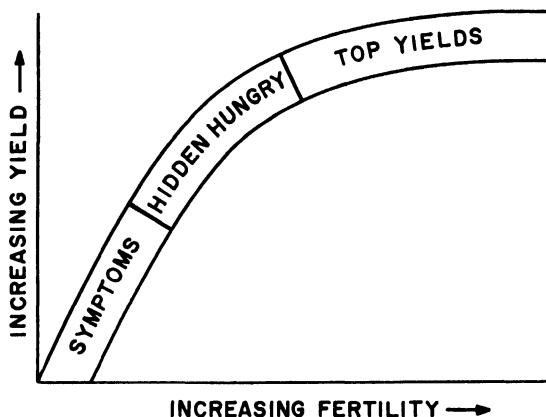 TOP YIELDS
HIDDEN HUNGRY
SYMPTOMS
INCREASING YIELD
INCREASING FERTILITY